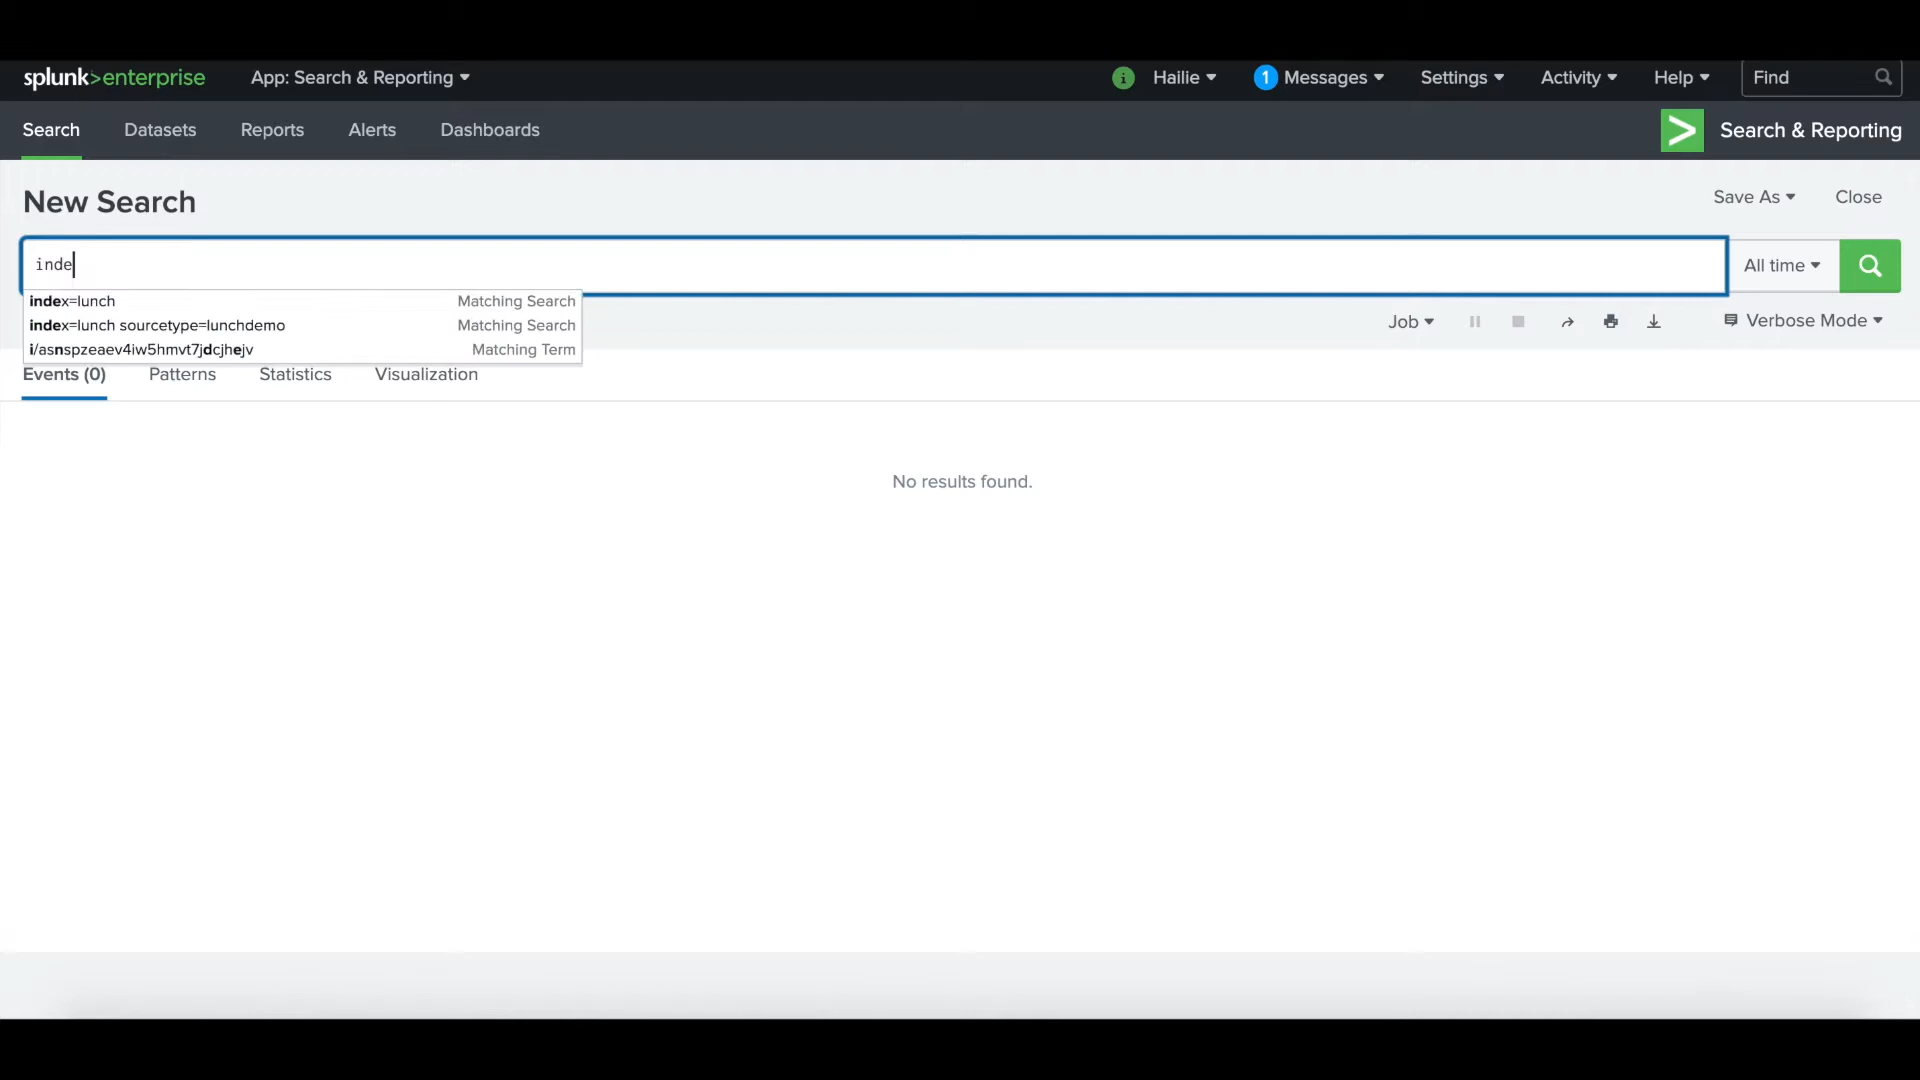 splunk>enterprise App: Search & Reporting i Hailie 1 Messages Settings Activity Help Find
Search Datasets Reports Alerts Dashboards > Search & Reporting
New Search Save As Close
inde All time
index=lunch Matching Search
index=lunch sourcetype=lunchdemo Matching Search
Job Verbose Mode
i/asnspzeaev4iw5hmvt7jdcjhejv Matching Term
Events (0) Patterns Statistics Visualization
No results found.